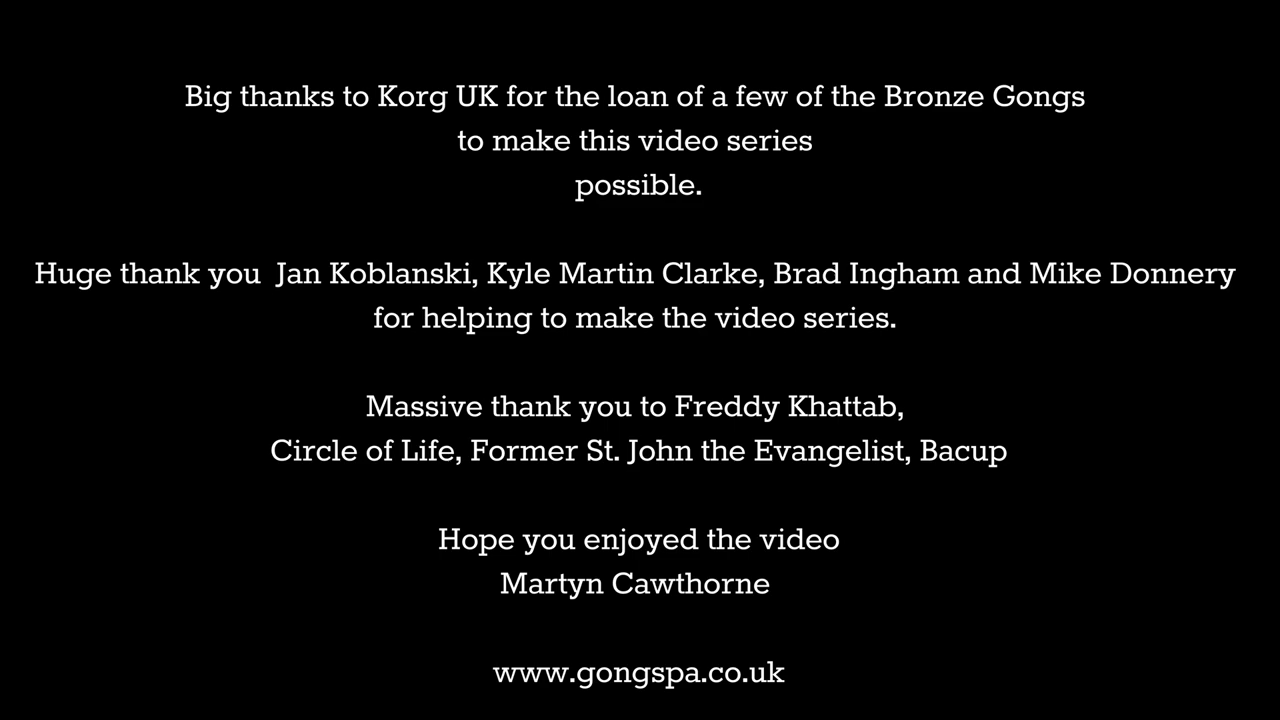 Big thanks to Korg UK for the loan of a few of the Bronze Gongs
to make this video series
possible.
Huge thank you  Jan Koblanski, Kyle Martin Clarke, Brad Ingham and Mike Donnery
for helping to make the video series.
Massive thank you to Freddy Khattab,
Circle of Life, Former St. John the Evangelist, Bacup
Hope you enjoyed the video
Martyn Cawthorne
www.gongspa.co.uk